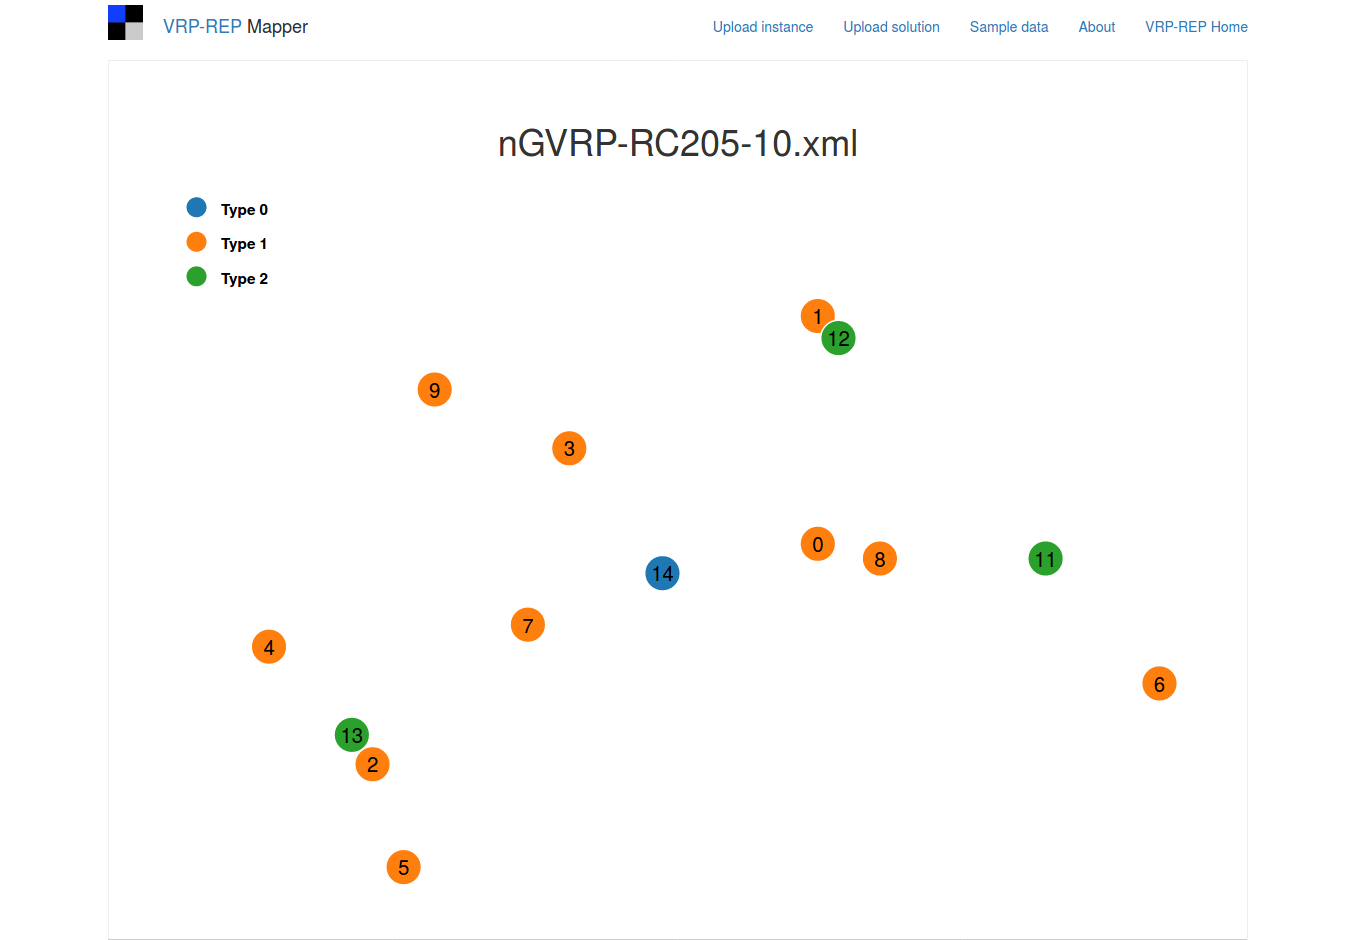 VRP-REP Mapper
Upload instance
Upload solution
Sample data
About
VRP-REP Home
nGVRP-RC205-10.xml
Type 0
Type 1
Type 2
1
12
9
3
0
8
11
14
7
4
6
13
2
5